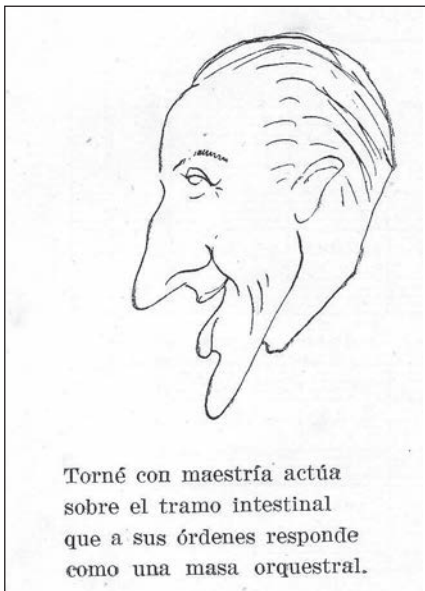 Torné con maestría actúa
sobre el tramo intestinal
que a sus órdenes responde
como una masa orquestral.